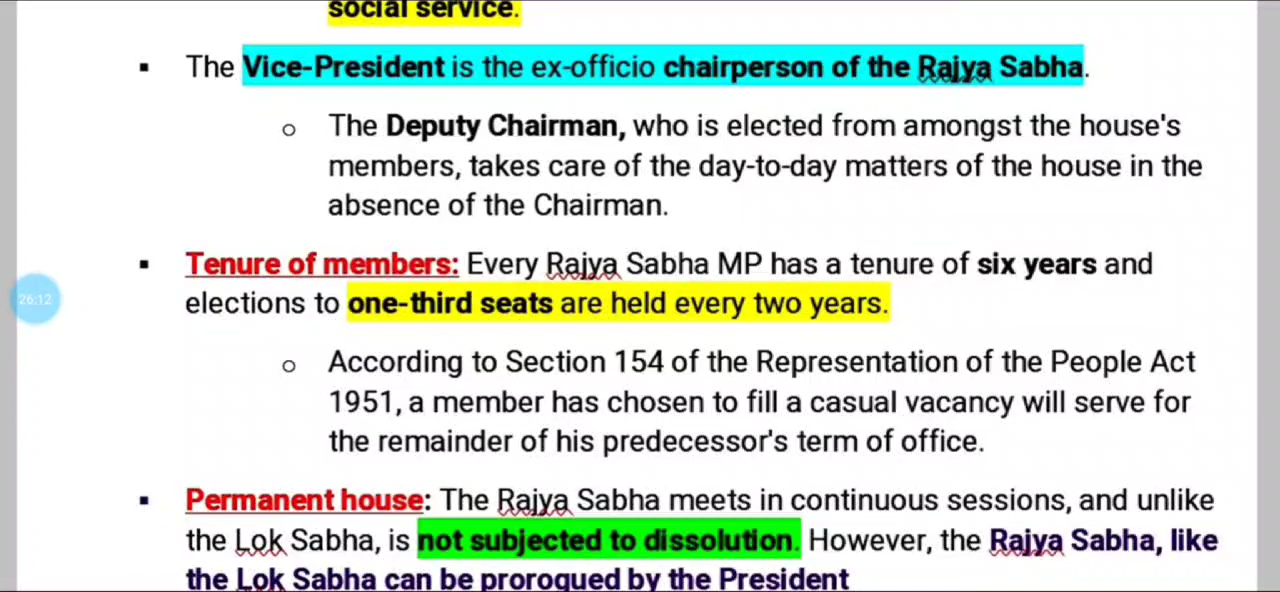 social service.
▪ The Vice-President is the ex-officio chairperson of the Rajya Sabha.
o The Deputy Chairman, who is elected from amongst the house's
members, takes care of the day-to-day matters of the house in the
absence of the Chairman.
▪ Tenure of members: Every Rajya Sabha MP has a tenure of six years and
26:12
elections to one-third seats are held every two years.
o According to Section 154 of the Representation of the People Act
1951, a member has chosen to fill a casual vacancy will serve for
the remainder of his predecessor's term of office.
▪ Permanent house: The Rajya Sabha meets in continuous sessions, and unlike
the Lok Sabha, is not subjected to dissolution. However, the Rajya Sabha, like
the Lok Sabha can be prorogued by the President